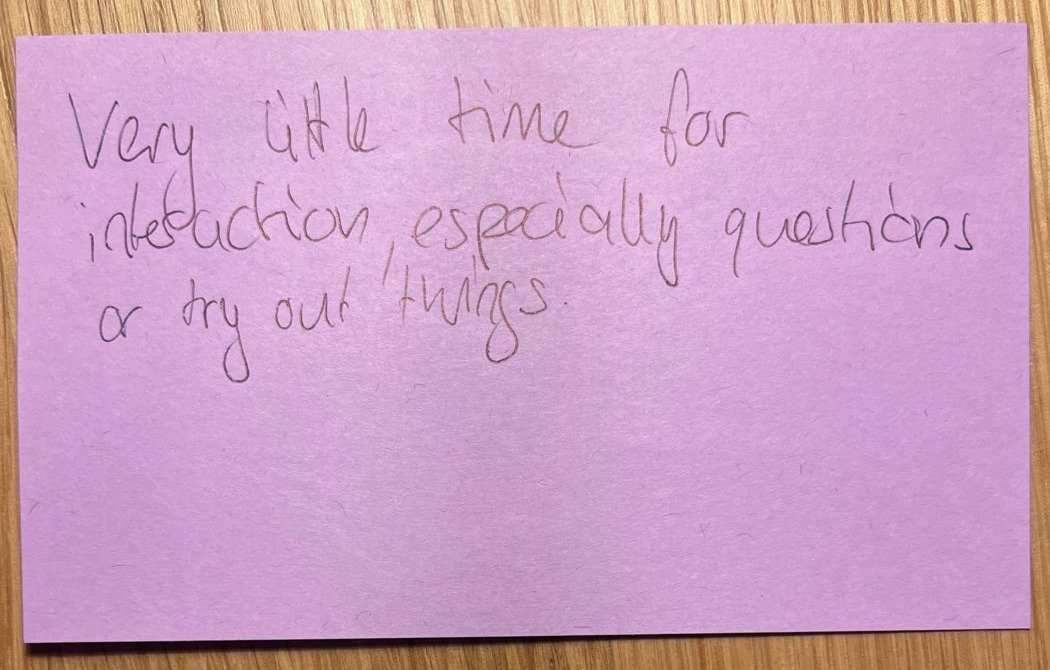 Very little time for
interaction, especially questions
or try out things.